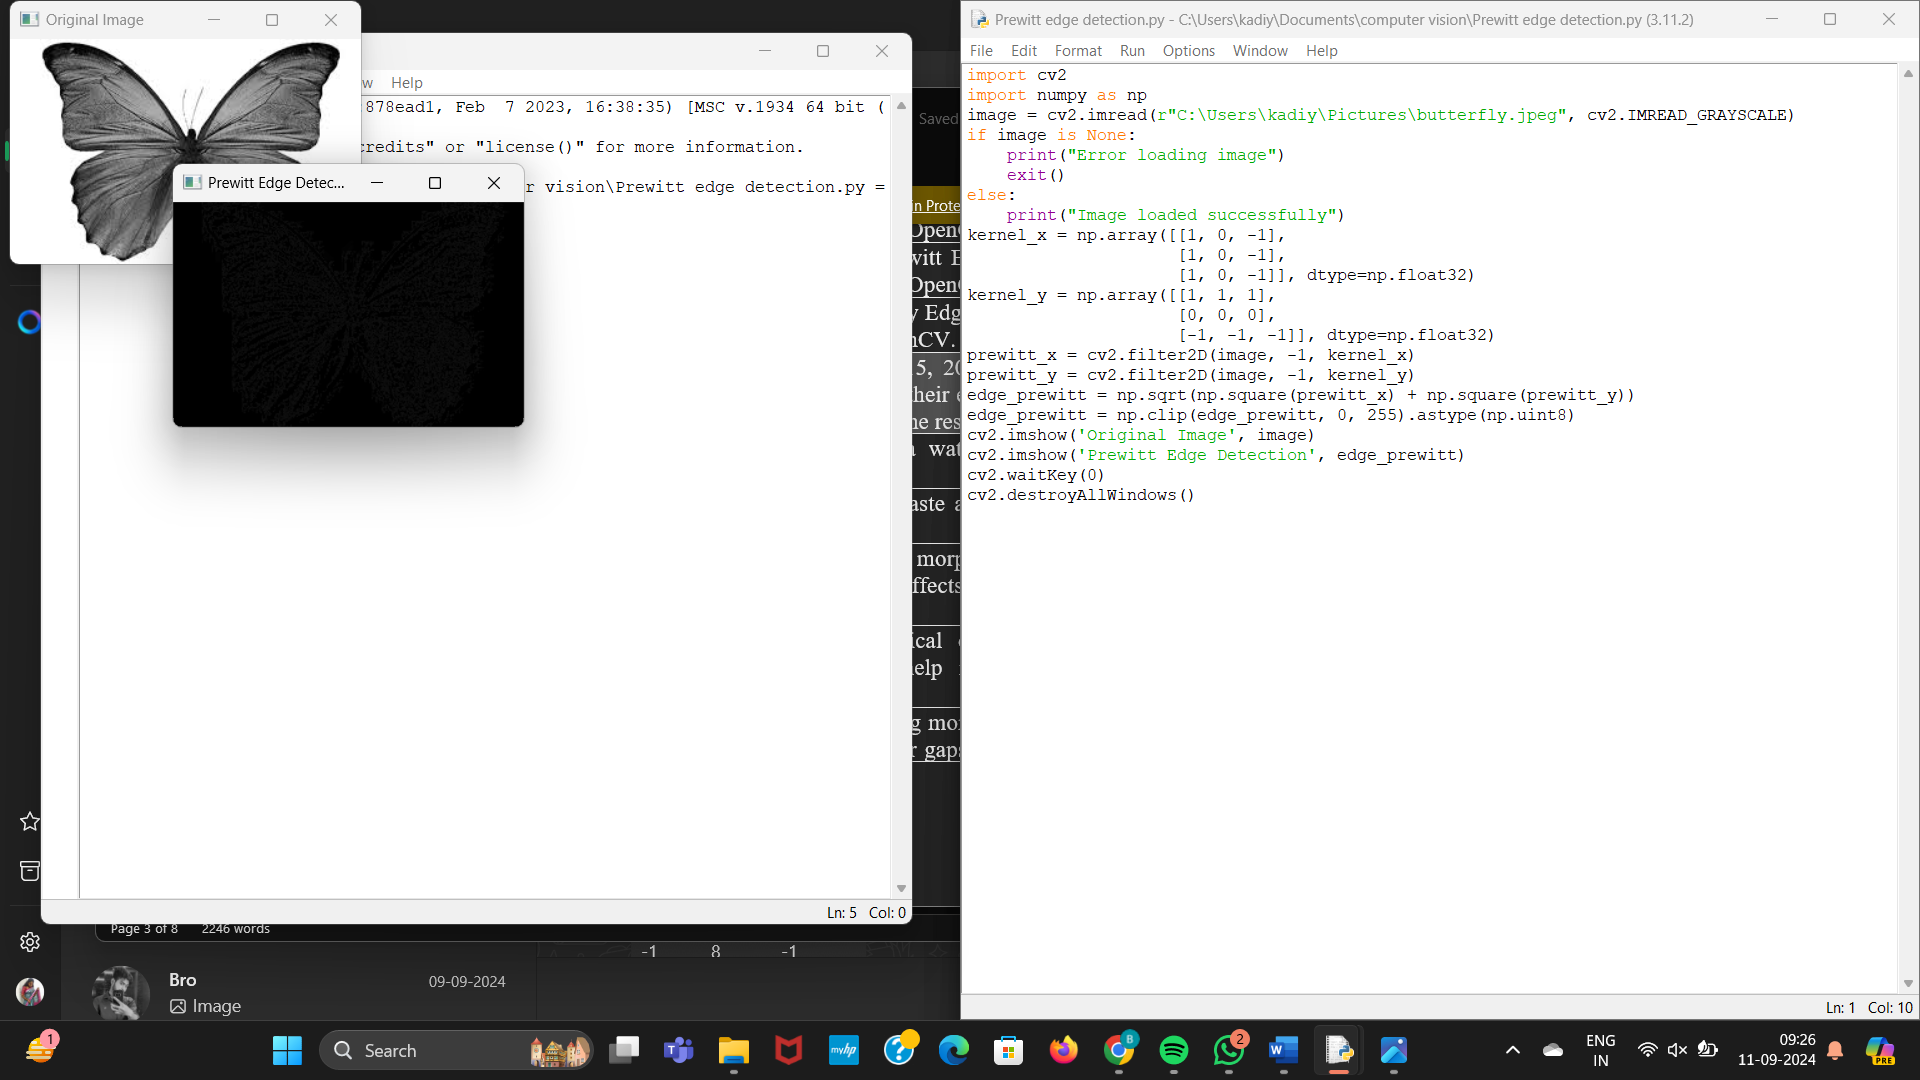 Original Image
w Help
878ead1, Feb  7 2023, 16:38:35) [MSC v.1934 64 bit (
credits" or "license()" for more information.
Prewitt Edge Detec...
r vision\Prewitt edge detection.py =
Ln: 5 Col: 0
Saved
in Prote
witt E
15, 20
their e
he res
wat
aste a
morp
ffects
ical
help
g mor
r gaps
Page 3 of 8 2246 words
-1 8 -1
Bro 09-09-2024
Image
Prewitt edge detection.py - C:\Users\kadiy\Documents\computer vision\Prewitt edge detection.py (3.11.2)
File Edit Format Run Options Window Help
import cv2
import numpy as np
image = cv2.imread(r"C:\Users\kadiy\Pictures\butterfly.jpeg", cv2.IMREAD_GRAYSCALE)
if image is None:
    print("Error loading image")
    exit()
else:
    print("Image loaded successfully")
kernel_x = np.array([[1, 0, -1],
                     [1, 0, -1],
                     [1, 0, -1]], dtype=np.float32)
kernel_y = np.array([[1, 1, 1],
                     [0, 0, 0],
                     [-1, -1, -1]], dtype=np.float32)
prewitt_x = cv2.filter2D(image, -1, kernel_x)
prewitt_y = cv2.filter2D(image, -1, kernel_y)
edge_prewitt = np.sqrt(np.square(prewitt_x) + np.square(prewitt_y))
edge_prewitt = np.clip(edge_prewitt, 0, 255).astype(np.uint8)
cv2.imshow('Original Image', image)
cv2.imshow('Prewitt Edge Detection', edge_prewitt)
cv2.waitKey(0)
cv2.destroyAllWindows()
Ln: 1 Col: 10
1
Search
myhp
B
2
W
ENG
IN
09:26
11-09-2024
PRE